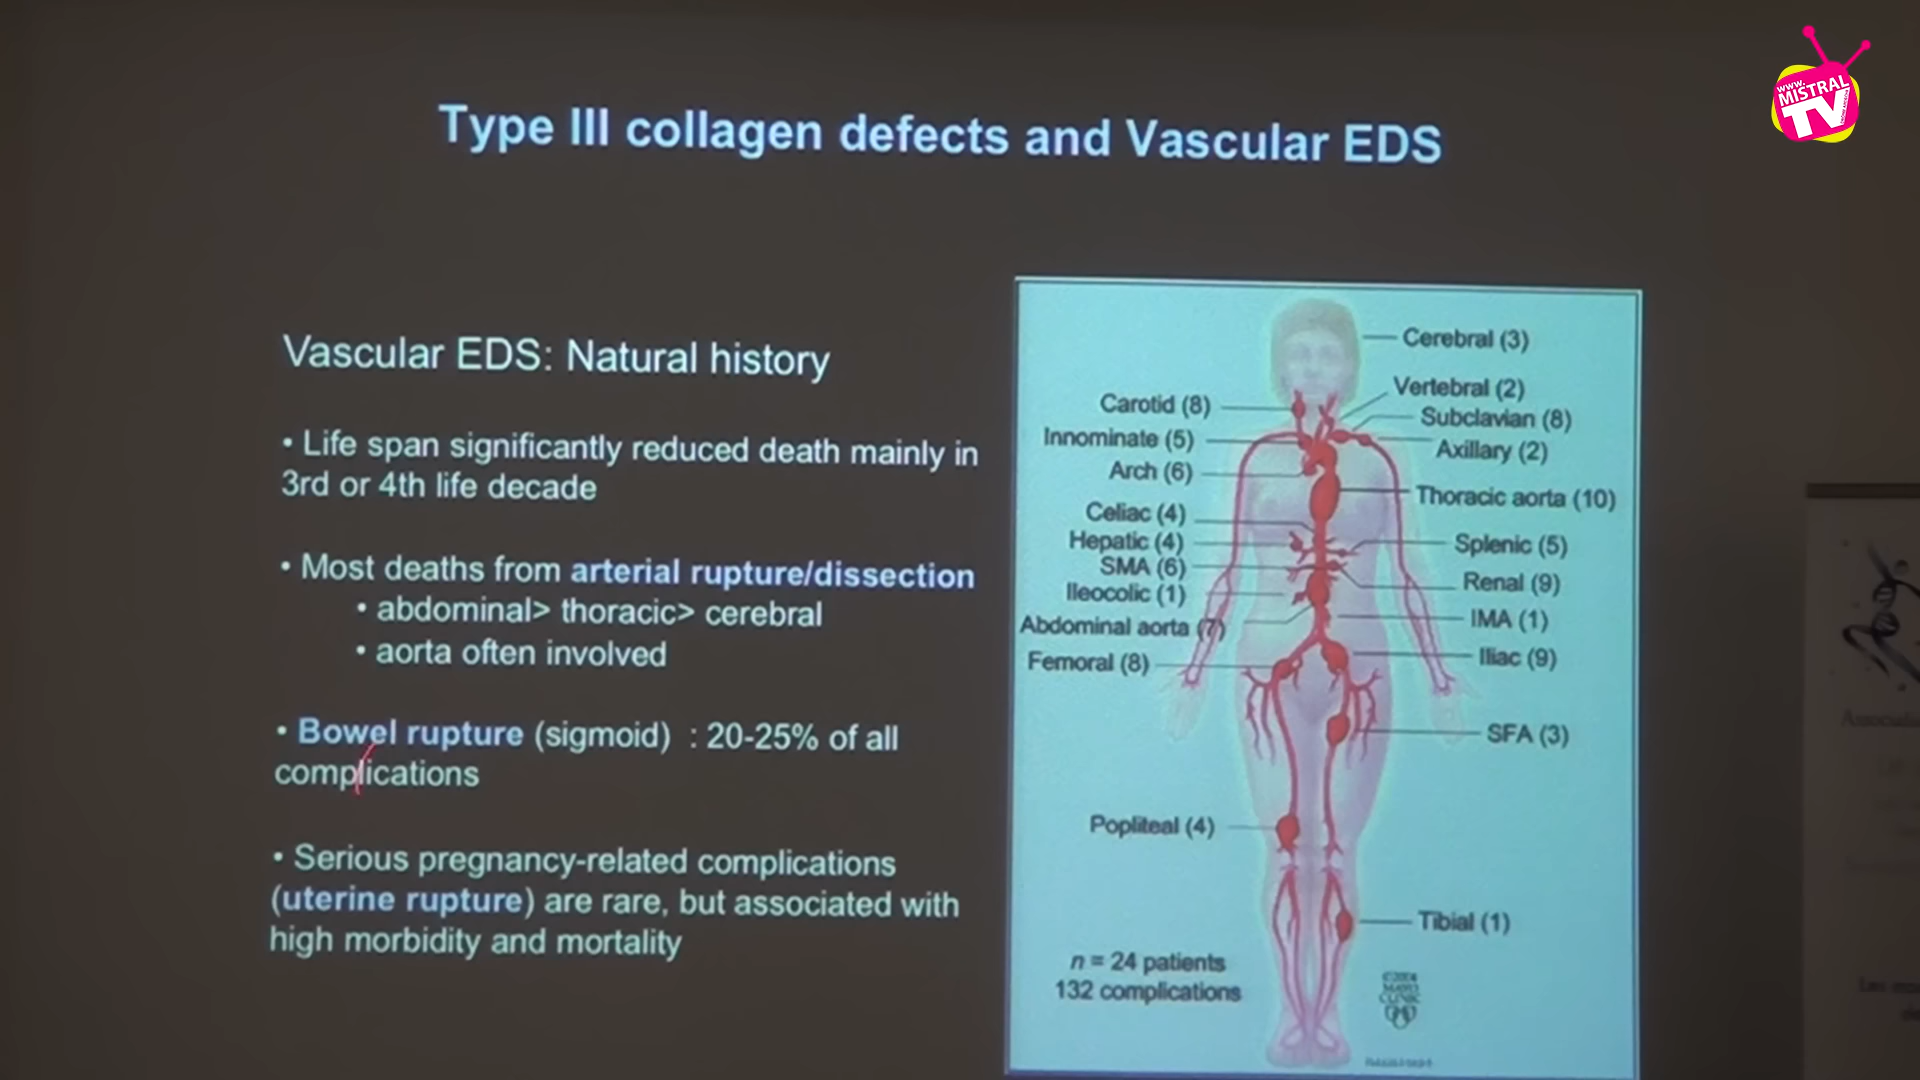 www.
MISTRAL
TV
Type III collagen defects and Vascular EDS
Vascular EDS: Natural history
• Life span significantly reduced death mainly in
3rd or 4th life decade
• Most deaths from arterial rupture/dissection
• abdominal> thoracic> cerebral
• aorta often involved
• Bowel rupture (sigmoid) : 20-25% of all
complications
• Serious pregnancy-related complications
(uterine rupture) are rare, but associated with
high morbidity and mortality
Cerebral (3)
Vertebral (2)
Carotid (8)
Subclavian (8)
Innominate (5)
Axillary (2)
Arch (6)
Thoracic aorta (10)
Celiac (4)
Hepatic (4)
Splenic (5)
SMA (6)
Renal (9)
Ileocolic (1)
IMA (1)
Abdominal aorta (7)
Iliac (9)
Femoral (8)
SFA (3)
Popliteal (4)
Tibial (1)
n = 24 patients
132 complications
MAYO
CLINIC